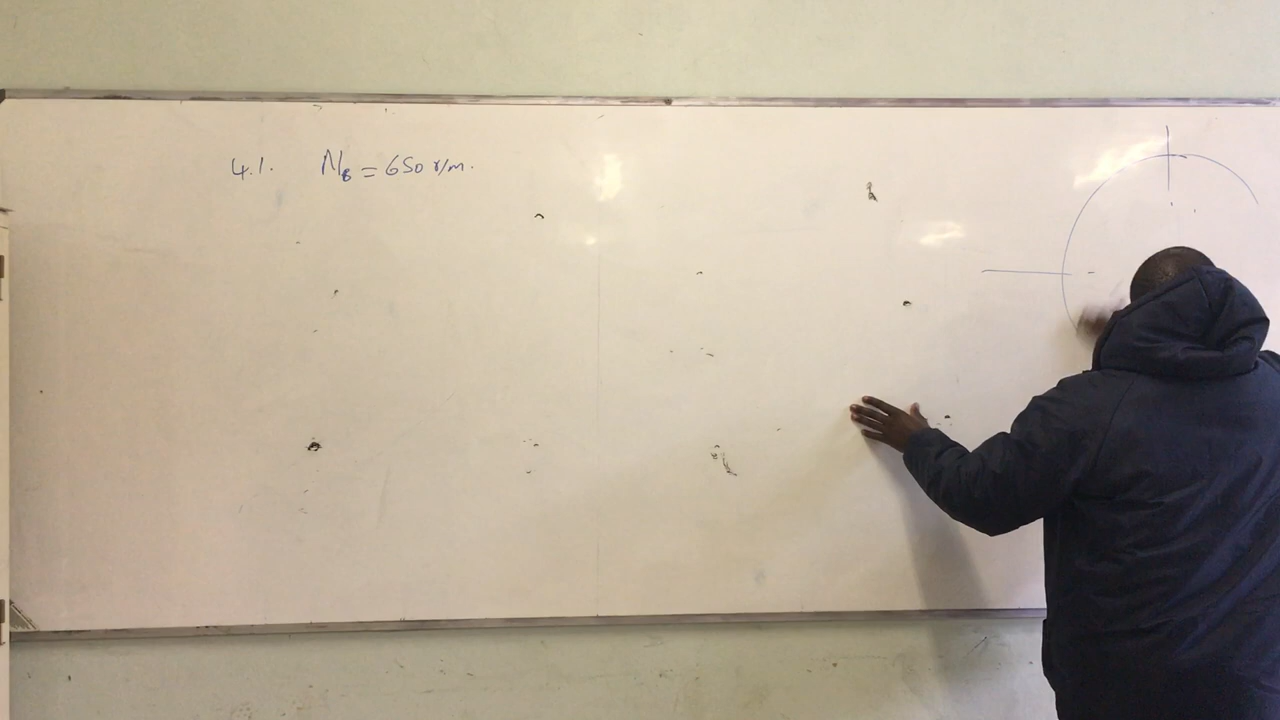 4.1. N_B = 650 r/m.